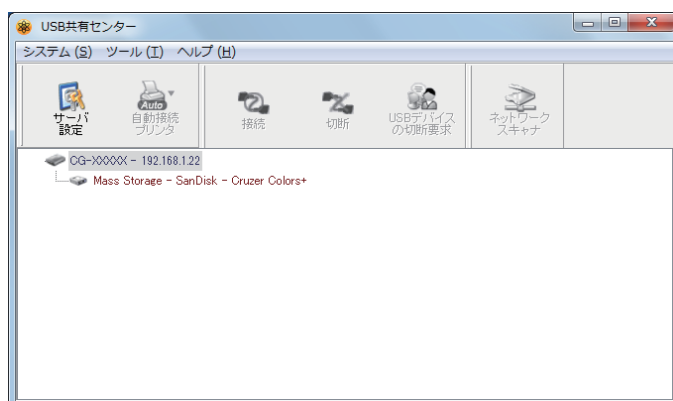 USB共有センター
システム (S) ツール (T) ヘルプ (H)
サーバ
設定
Auto
自動接続
プリンタ
接続
切断
USBデバイス
の切断要求
ネットワーク
スキャナ
CG-XXXXX - 192.168.1.22
Mass Storage - SanDisk - Cruzer Colors+